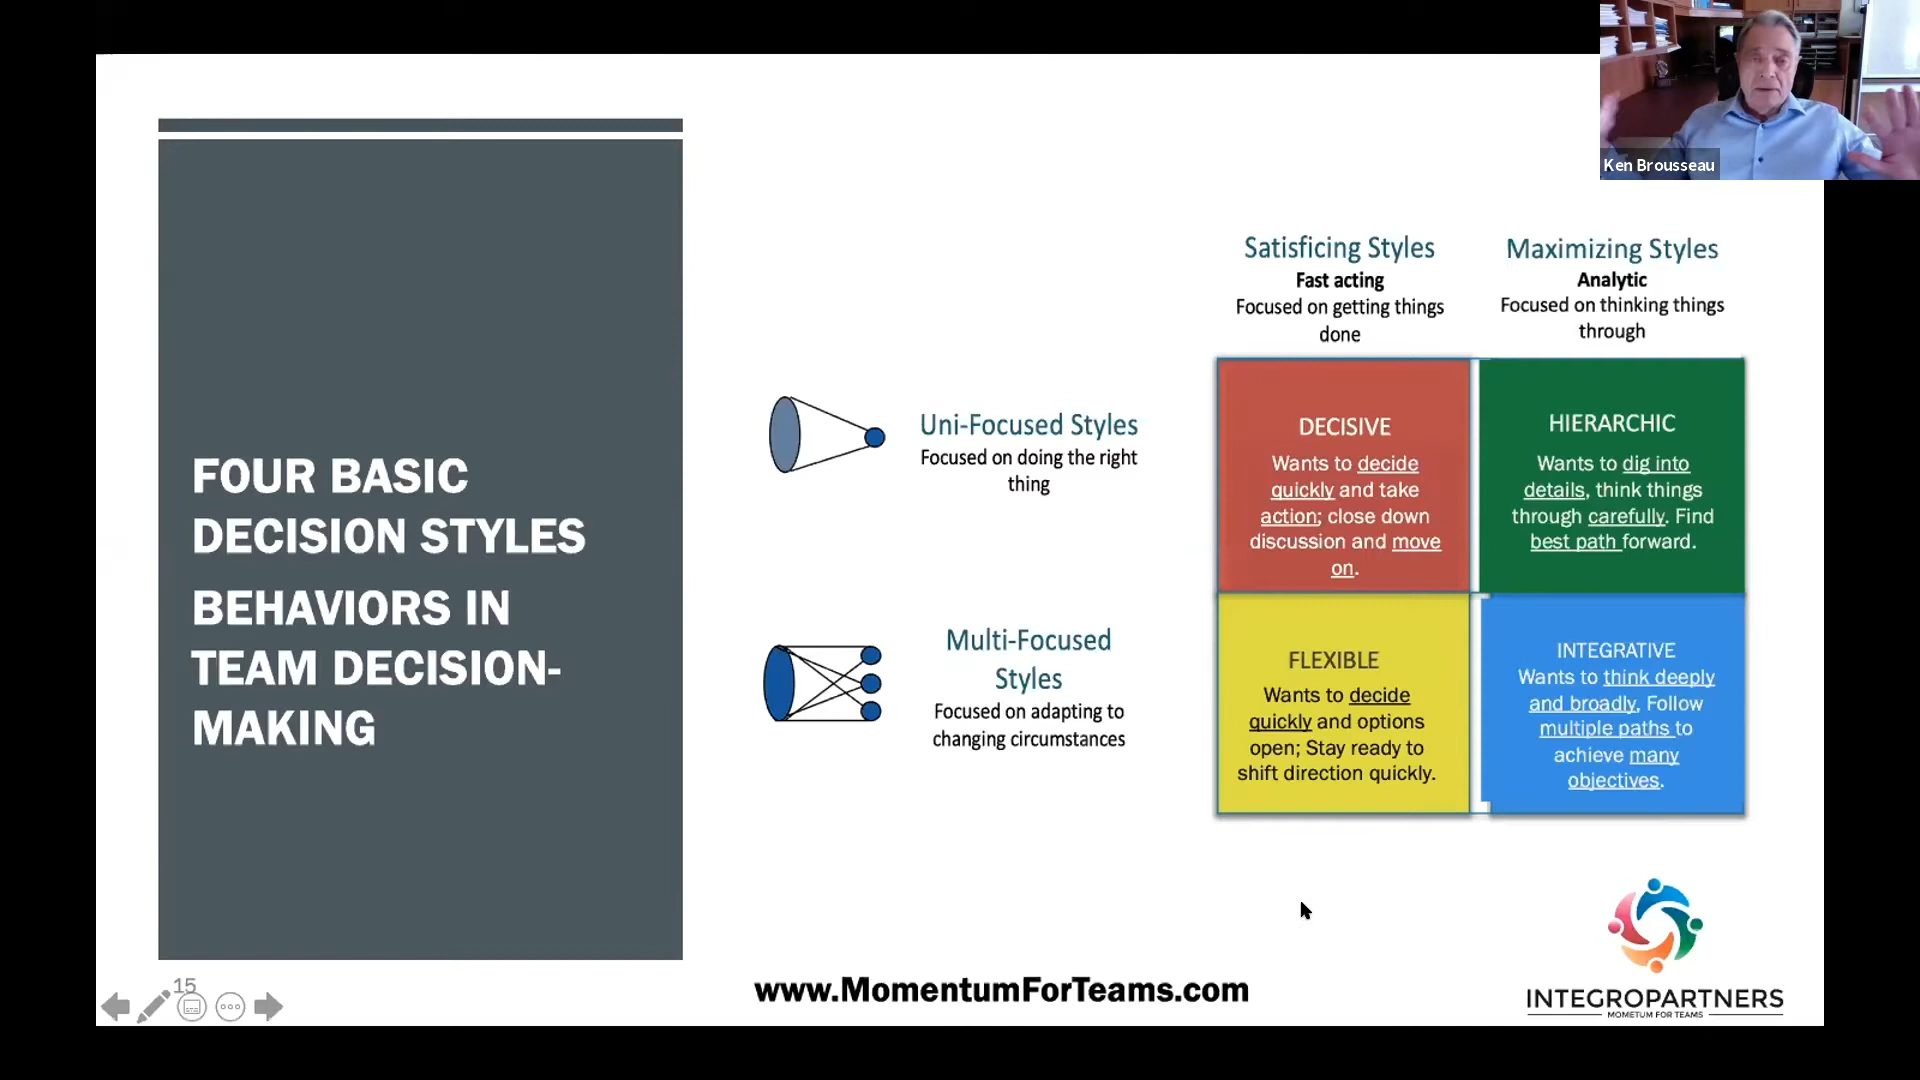 Ken Brousseau
FOUR BASIC
DECISION STYLES
BEHAVIORS IN
TEAM DECISION-
MAKING
Satisficing Styles
Fast acting
Focused on getting things
done
Maximizing Styles
Analytic
Focused on thinking things
through
Uni-Focused Styles
Focused on doing the right
thing
DECISIVE
Wants to decide
quickly and take
action; close down
discussion and move
on.
HIERARCHIC
Wants to dig into
details, think things
through carefully. Find
best path forward.
Multi-Focused
Styles
Focused on adapting to
changing circumstances
FLEXIBLE
Wants to decide
quickly and options
open; Stay ready to
shift direction quickly.
INTEGRATIVE
Wants to think deeply
and broadly, Follow
multiple paths to
achieve many
objectives.
15
www.MomentumForTeams.com
INTEGROPARTNERS
MOMETUM FOR TEAMS